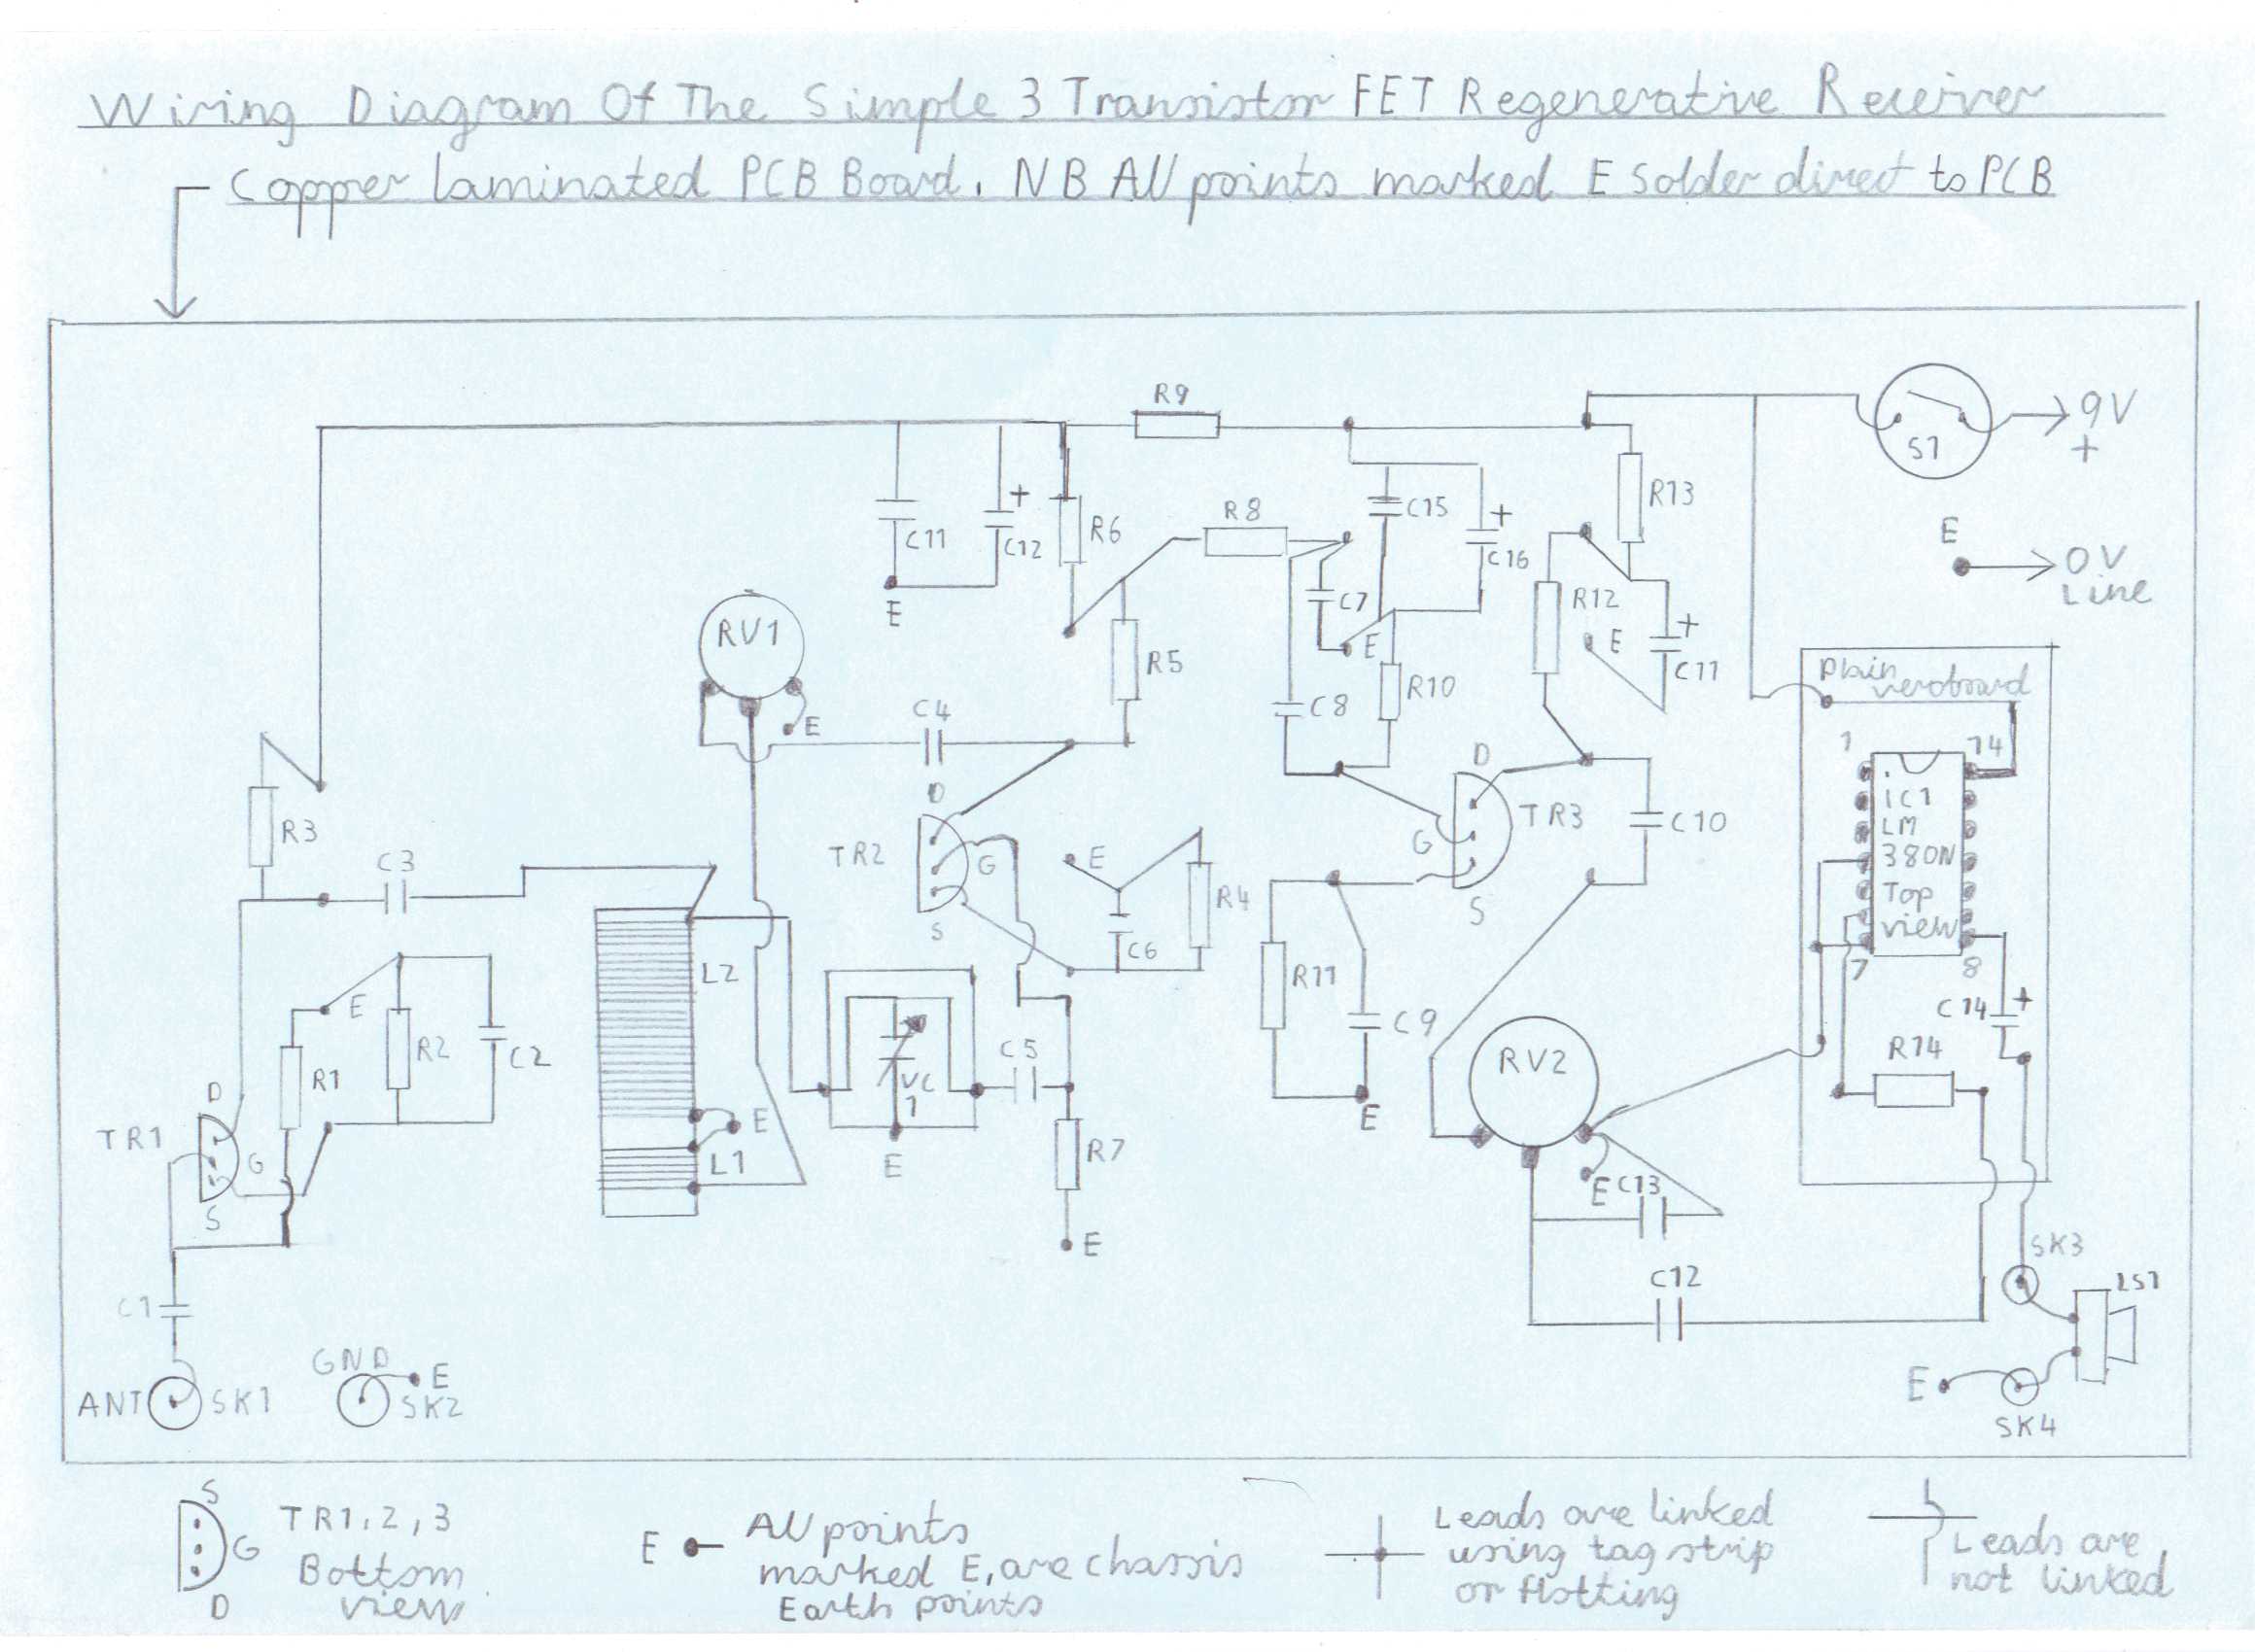 Wiring Diagram Of The Simple 3 Transistor FET Regenerative Receiver
Copper laminated PCB Board. NB All points marked E solder direct to PCB
R9
S1
9V
+
R13
C15
+
C16
R8
+
C12
C11
R6
E
E
0V
Line
R12
C7
E
E
+
C11
RV1
R5
R10
Plain
veroboard
E
C4
C8
1
14
D
D
IC1
LM
380N
Top
view
7
8
R3
TR2
G
TR3
G
C10
C3
E
R4
S
S
C6
L2
R11
C9
E
R2
C2
R1
VC
1
C5
RV2
C14
+
R14
D
TR1
G
S
E
L1
E
R7
E
E
E
C13
C1
C12
SK3
LS1
GND
E
ANT
SK1
SK2
E
SK4
S
G
D
TR1,2,3
Bottom
view
E
All points
marked E, are chassis
Earth points
Leads are linked
using tag strip
or flotting
Leads are
not linked